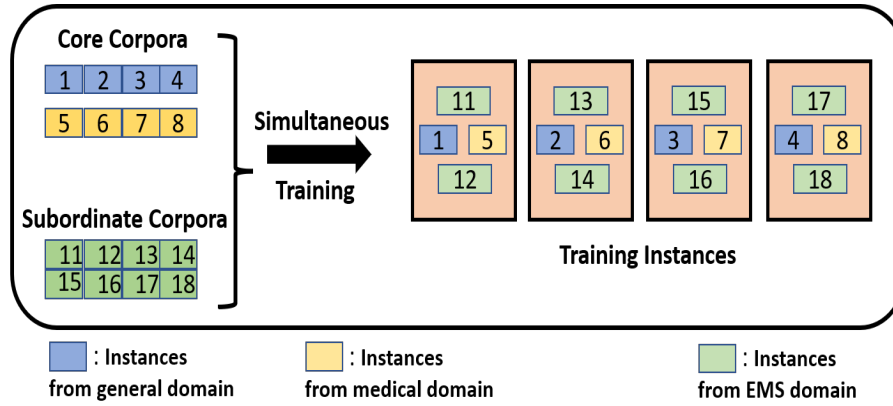 Core Corpora
1 2 3 4
5 6 7 8
Subordinate Corpora
11 12 13 14
15 16 17 18
Simultaneous
Training
11
1 5
12
13
2 6
14
15
3 7
16
17
4 8
18
Training Instances
: Instances
from general domain
: Instances
from medical domain
: Instances
from EMS domain